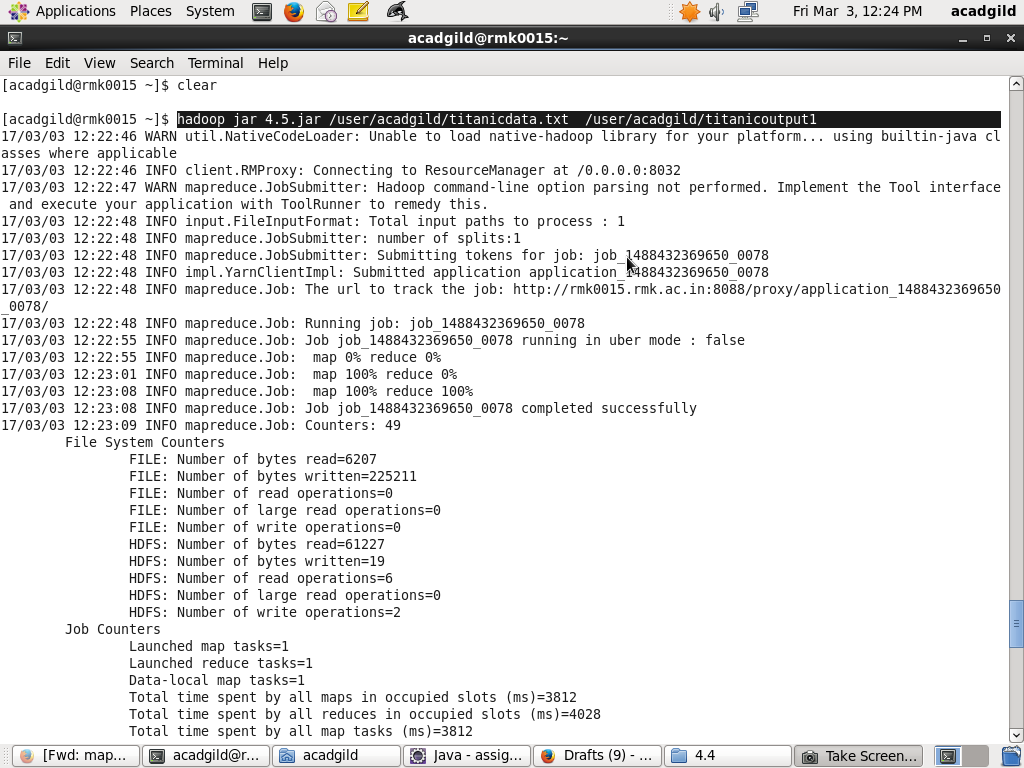 Applications Places System Fri Mar 3, 12:24 PM acadgild
acadgild@rmk0015:~
File Edit View Search Terminal Help
[acadgild@rmk0015 ~]$ clear
[acadgild@rmk0015 ~]$ hadoop jar 4.5.jar /user/acadgild/titanicdata.txt  /user/acadgild/titanicoutput1
17/03/03 12:22:46 WARN util.NativeCodeLoader: Unable to load native-hadoop library for your platform... using builtin-java cl
asses where applicable
17/03/03 12:22:46 INFO client.RMProxy: Connecting to ResourceManager at /0.0.0.0:8032
17/03/03 12:22:47 WARN mapreduce.JobSubmitter: Hadoop command-line option parsing not performed. Implement the Tool interface
 and execute your application with ToolRunner to remedy this.
17/03/03 12:22:48 INFO input.FileInputFormat: Total input paths to process : 1
17/03/03 12:22:48 INFO mapreduce.JobSubmitter: number of splits:1
17/03/03 12:22:48 INFO mapreduce.JobSubmitter: Submitting tokens for job: job_1488432369650_0078
17/03/03 12:22:48 INFO impl.YarnClientImpl: Submitted application application_1488432369650_0078
17/03/03 12:22:48 INFO mapreduce.Job: The url to track the job: http://rmk0015.rmk.ac.in:8088/proxy/application_1488432369650
_0078/
17/03/03 12:22:48 INFO mapreduce.Job: Running job: job_1488432369650_0078
17/03/03 12:22:55 INFO mapreduce.Job: Job job_1488432369650_0078 running in uber mode : false
17/03/03 12:22:55 INFO mapreduce.Job:  map 0% reduce 0%
17/03/03 12:23:01 INFO mapreduce.Job:  map 100% reduce 0%
17/03/03 12:23:08 INFO mapreduce.Job:  map 100% reduce 100%
17/03/03 12:23:08 INFO mapreduce.Job: Job job_1488432369650_0078 completed successfully
17/03/03 12:23:09 INFO mapreduce.Job: Counters: 49
File System Counters
FILE: Number of bytes read=6207
FILE: Number of bytes written=225211
FILE: Number of read operations=0
FILE: Number of large read operations=0
FILE: Number of write operations=0
HDFS: Number of bytes read=61227
HDFS: Number of bytes written=19
HDFS: Number of read operations=6
HDFS: Number of large read operations=0
HDFS: Number of write operations=2
Job Counters
Launched map tasks=1
Launched reduce tasks=1
Data-local map tasks=1
Total time spent by all maps in occupied slots (ms)=3812
Total time spent by all reduces in occupied slots (ms)=4028
Total time spent by all map tasks (ms)=3812
[Fwd: map... acadgild@r... acadgild Java - assig... Drafts (9) - ... 4.4 Take Screen...